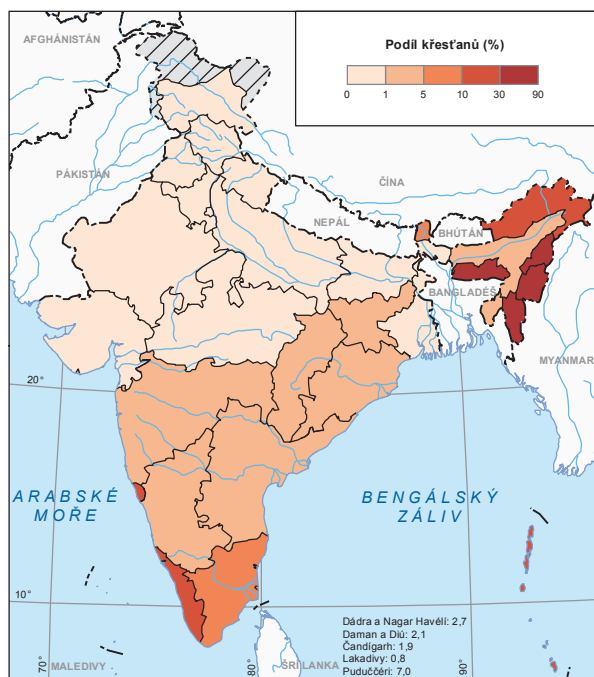 AFGHÁNISTÁN
Podíl křesťanů (%)
0 1 5 10 30 90
PÁKISTÁN
ČÍNA
NEPÁL
BHÚTÁN
BANGLADÉŠ
MYANMAR
20°
ARABSKÉ
MOŘE
BENGÁLSKÝ
ZÁLIV
10°
Dádra a Nagar Havélí: 2,7
Daman a Diú: 2,1
Čandígarh: 1,9
Lakadivy: 0,8
Puduččéri: 7,0
70°
MALEDIVY
80°
ŠRÍ LANKA
90°